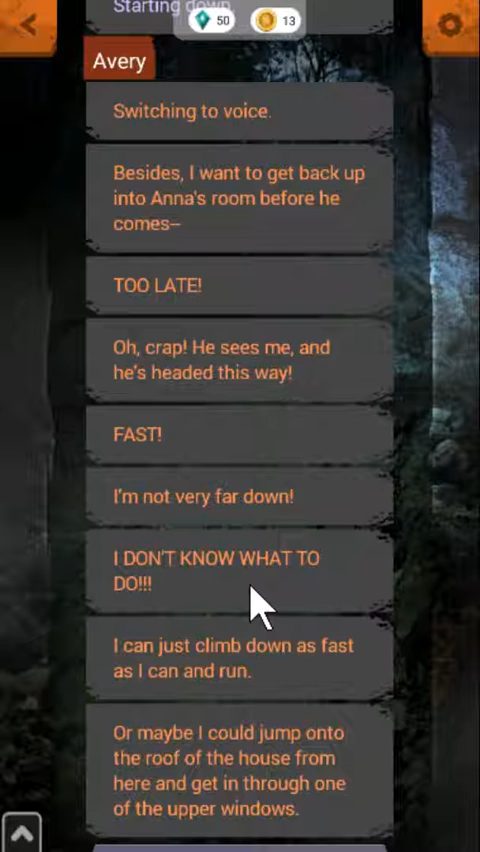 Starting down.
50
13
Avery
Switching to voice.
Besides, I want to get back up
into Anna's room before he
comes–
TOO LATE!
Oh, crap! He sees me, and
he's headed this way!
FAST!
I'm not very far down!
I DON'T KNOW WHAT TO
DO!!!
I can just climb down as fast
as I can and run.
Or maybe I could jump onto
the roof of the house from
here and get in through one
of the upper windows.